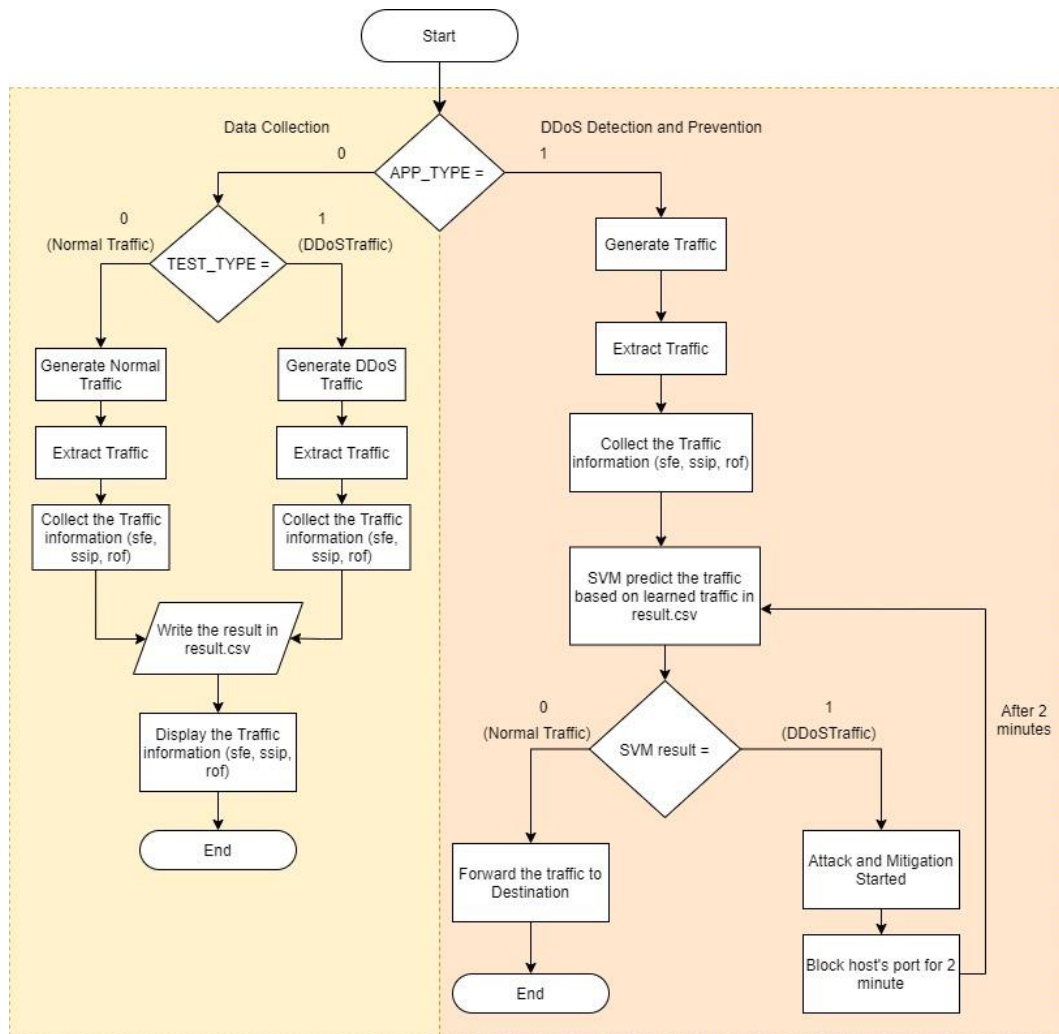 Start
Data Collection
DDoS Detection and Prevention
0
1
APP_TYPE =
0
(Normal Traffic)
1
(DDoSTraffic)
TEST_TYPE =
Generate Normal
Traffic
Generate DDoS
Traffic
Extract Traffic
Extract Traffic
Collect the Traffic
information (sfe,
ssip, rof)
Collect the Traffic
information (sfe,
ssip, rof)
Write the result in
result.csv
Display the Traffic
information (sfe, ssip,
rof)
End
Generate Traffic
Extract Traffic
Collect the Traffic
information (sfe, ssip, rof)
SVM predict the traffic
based on learned traffic in
result.csv
0
(Normal Traffic)
1
(DDoSTraffic)
SVM result =
After 2
minutes
Forward the traffic to
Destination
End
Attack and Mitigation
Started
Block host's port for 2
minute